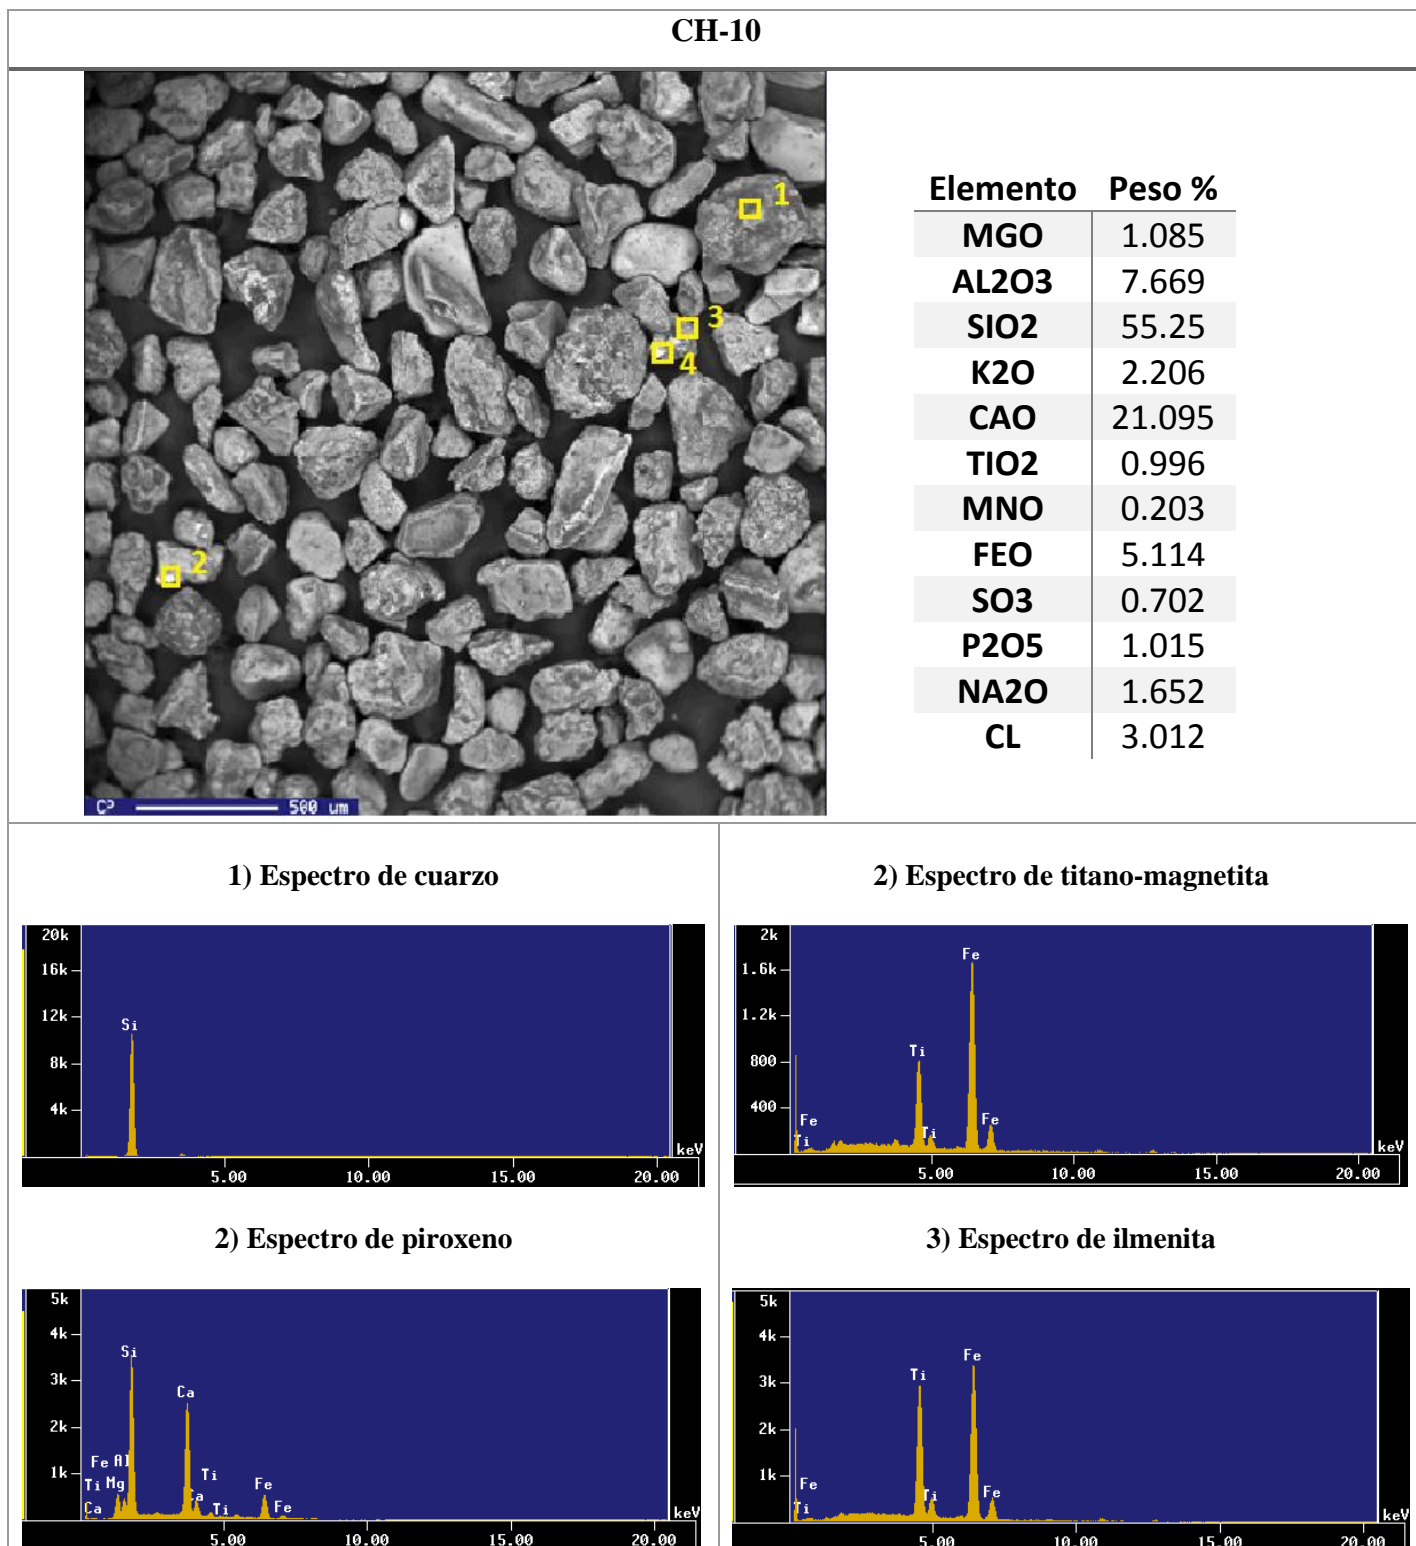 CH-10
1
3
4
2
CP 500 um
Elemento Peso %
MGO 1.085
AL2O3 7.669
SIO2 55.25
K2O 2.206
CAO 21.095
TIO2 0.996
MNO 0.203
FEO 5.114
SO3 0.702
P2O5 1.015
NA2O 1.652
CL 3.012
1) Espectro de cuarzo
20k
16k
12k
Si
8k
4k
keV
5.00 10.00 15.00 20.00
2) Espectro de titano-magnetita
2k
Fe
1.6k
1.2k
Ti
800
400
Fe Fe
Ti Ti
keV
5.00 10.00 15.00 20.00
2) Espectro de piroxeno
5k
4k
Si
3k
Ca
2k
Fe Al
1k Ti
Ti Mg Fe
Ca Ca Ti Fe
keV
5.00 10.00 15.00 20.00
3) Espectro de ilmenita
5k
4k
Fe
Ti
3k
2k
1k
Fe Fe
Ti Ti
keV
5.00 10.00 15.00 20.00